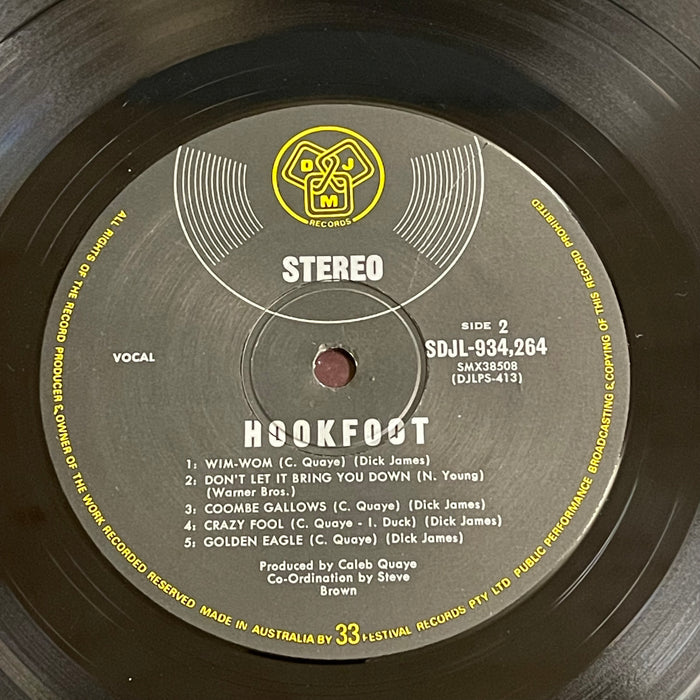 D J M
RECORDS
STEREO
SIDE 2
SDJL-934,264
SMX38508
(DJLPS-413)
VOCAL
HOOKFOOT
1: WIM-WOM (C. Quaye) (Dick James)
2: DON'T LET IT BRING YOU DOWN (N. Young)
(Warner Bros.)
3: COOMBE GALLOWS (C. Quaye) (Dick James)
4: CRAZY FOOL (C. Quaye - I. Duck) (Dick James)
5: GOLDEN EAGLE (C. Quaye) (Dick James)
Produced by Caleb Quaye
Co-Ordination by Steve
Brown
ALL RIGHTS OF THE RECORD PRODUCER & OWNER OF THE WORK RECORDED RESERVED MADE IN AUSTRALIA BY 33 FESTIVAL RECORDS PTY LTD PUBLIC PERFORMANCE BROADCASTING & COPYING OF THIS RECORD PROHIBITED